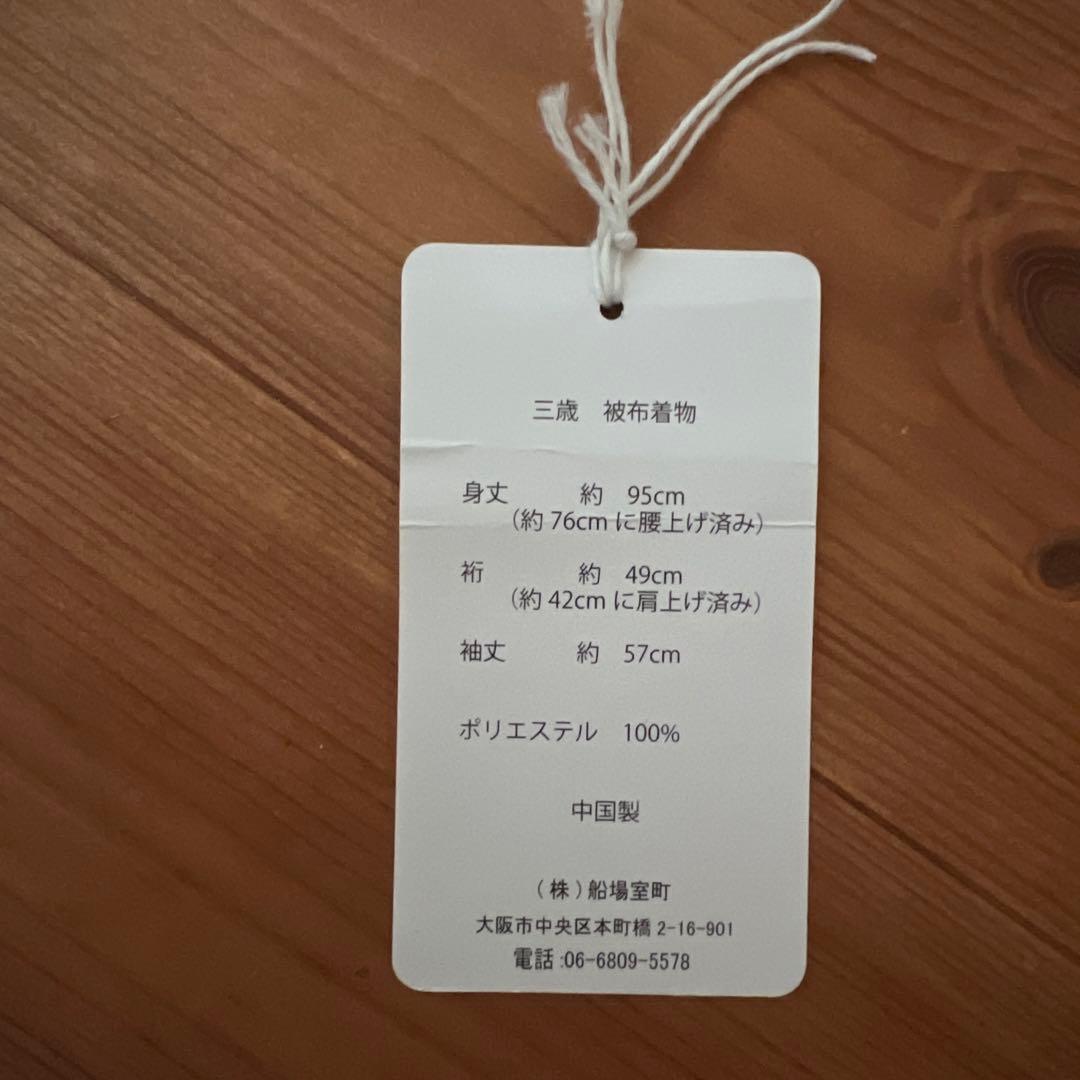 三歳　被布着物
身丈　　　約　95cm
（約 76cm に腰上げ済み）
裄　　　　約　49cm
（約 42cm に肩上げ済み）
袖丈　　　約　57cm
ポリエステル　100%
中国製
（株）船場室町
大阪市中央区本町橋 2-16-901
電話:06-6809-5578